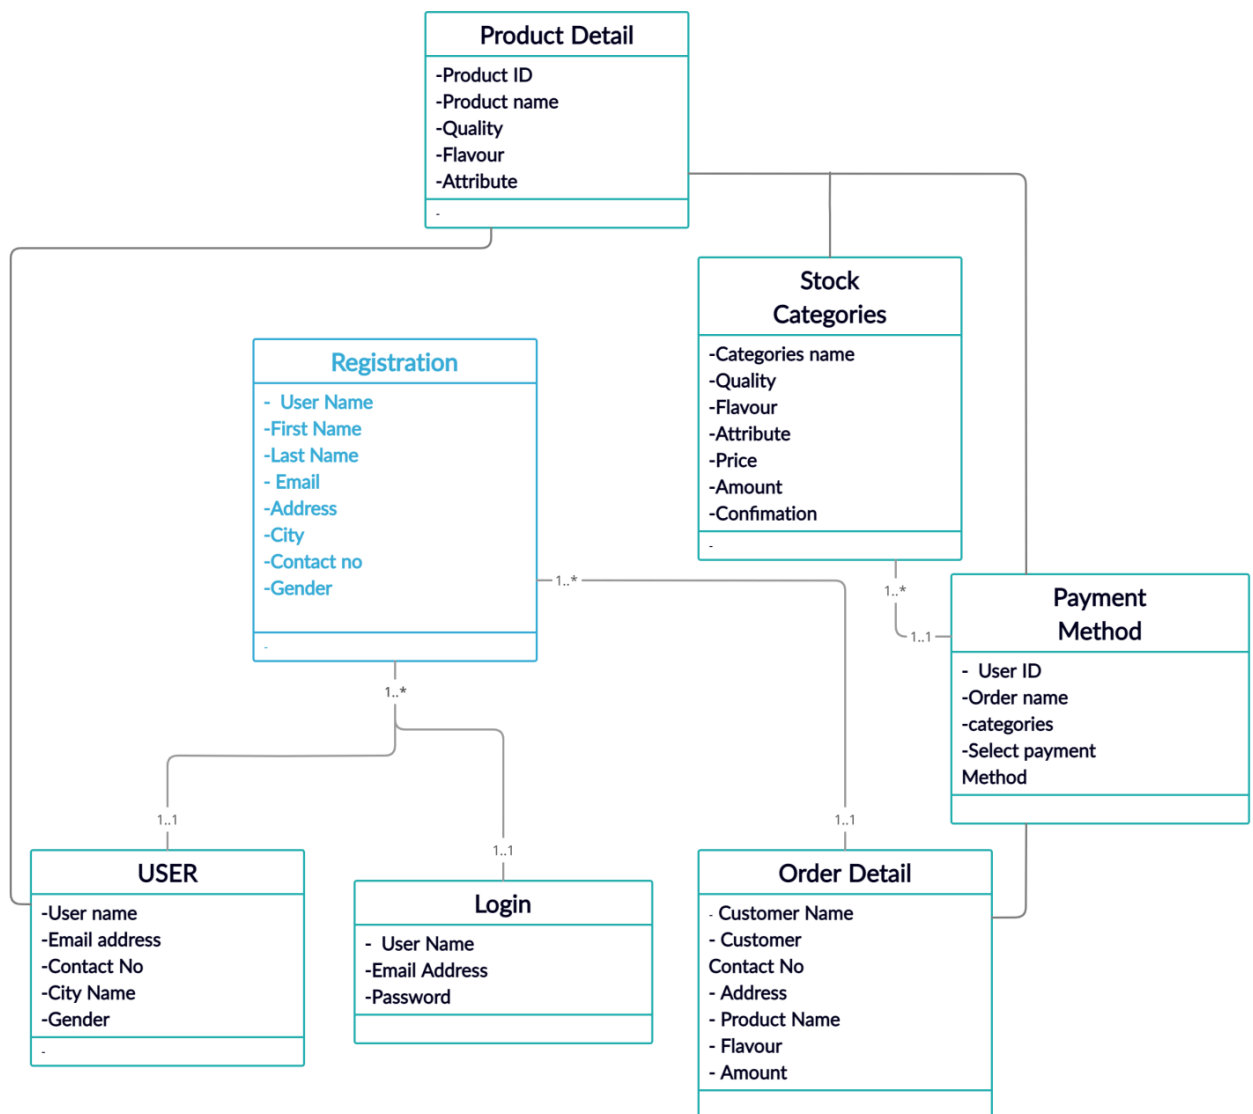 Product Detail
-Product ID
-Product name
-Quality
-Flavour
-Attribute
-
Stock
Categories
-Categories name
-Quality
-Flavour
-Attribute
-Price
-Amount
-Confimation
-
Registration
- User Name
-First Name
-Last Name
- Email
-Address
-City
-Contact no
-Gender
-
1..*
1..*
1..1
Payment
Method
- User ID
-Order name
-categories
-Select payment
Method
1..*
1..1
1..1
1..1
USER
-User name
-Email address
-Contact No
-City Name
-Gender
-
Login
- User Name
-Email Address
-Password
Order Detail
- Customer Name
- Customer
Contact No
- Address
- Product Name
- Flavour
- Amount